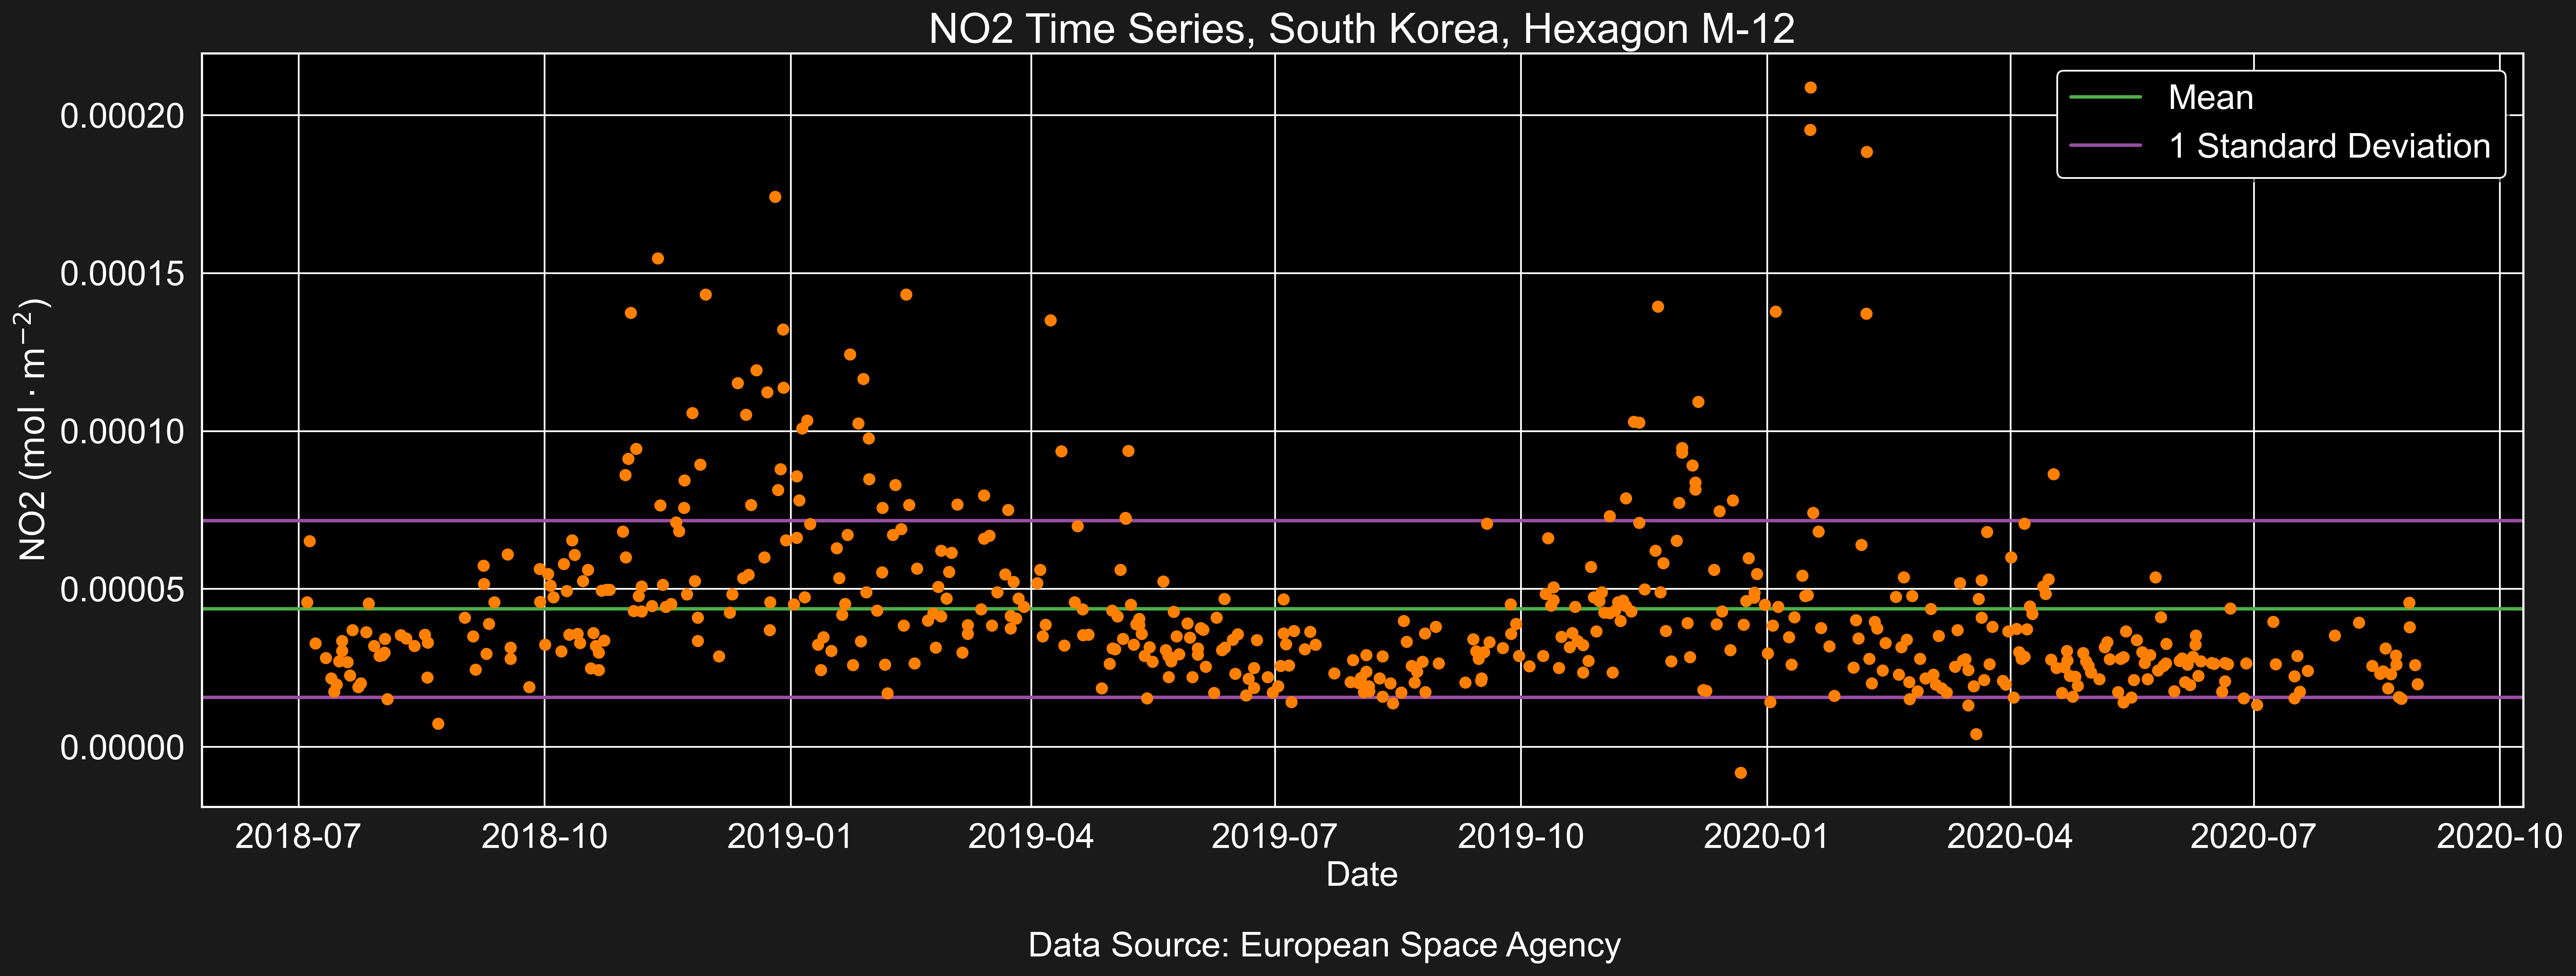 NO2 Time Series, South Korea, Hexagon M-12
Mean
1 Standard Deviation
NO2 (mol · m⁻²)
0.00020
0.00015
0.00010
0.00005
0.00000
2018-07 2018-10 2019-01 2019-04 2019-07 2019-10 2020-01 2020-04 2020-07 2020-10
Date
Data Source: European Space Agency